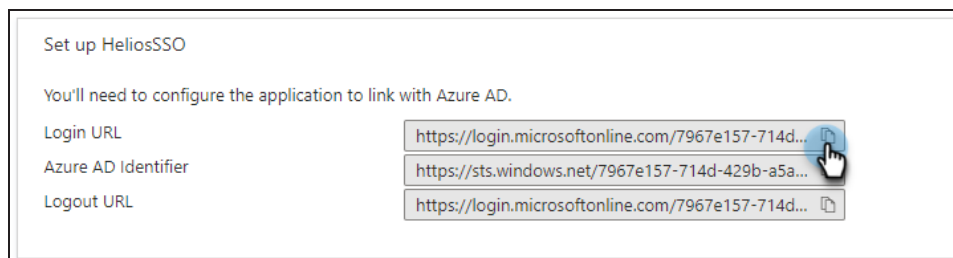 Set up HeliosSSO
You'll need to configure the application to link with Azure AD.
Login URL https://login.microsoftonline.com/7967e157-714d...
Azure AD Identifier https://sts.windows.net/7967e157-714d-429b-a5a...
Logout URL https://login.microsoftonline.com/7967e157-714d...